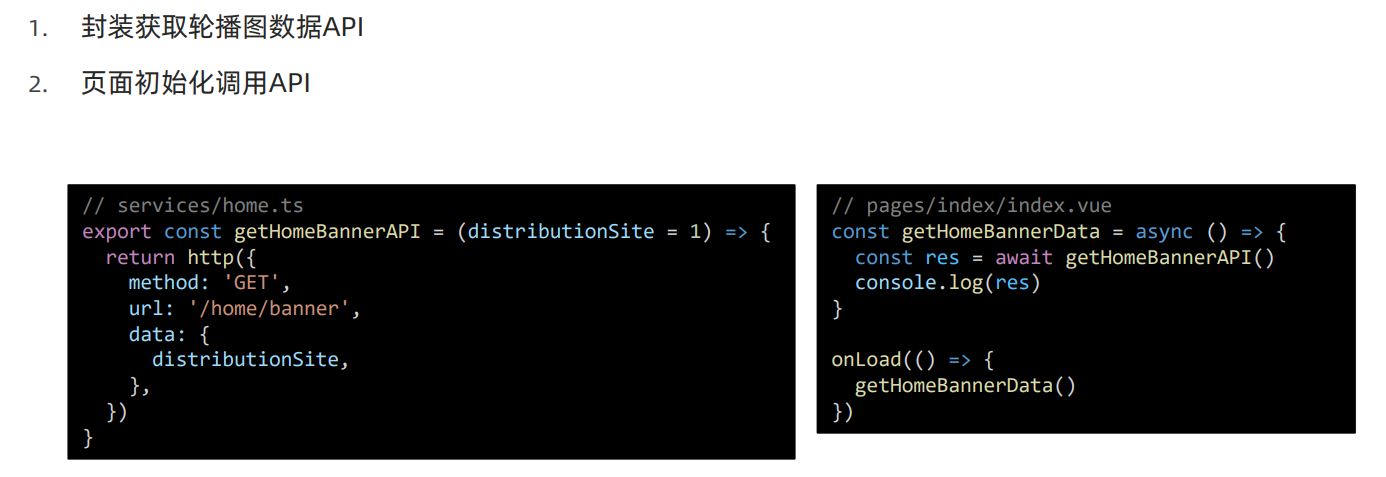 1. 封装获取轮播图数据API
2. 页面初始化调用API
// services/home.ts
export const getHomeBannerAPI = (distributionSite = 1) => {
  return http({
    method: 'GET',
    url: '/home/banner',
    data: {
      distributionSite,
    },
  })
}
// pages/index/index.vue
const getHomeBannerData = async () => {
  const res = await getHomeBannerAPI()
  console.log(res)
}

onLoad(() => {
  getHomeBannerData()
})